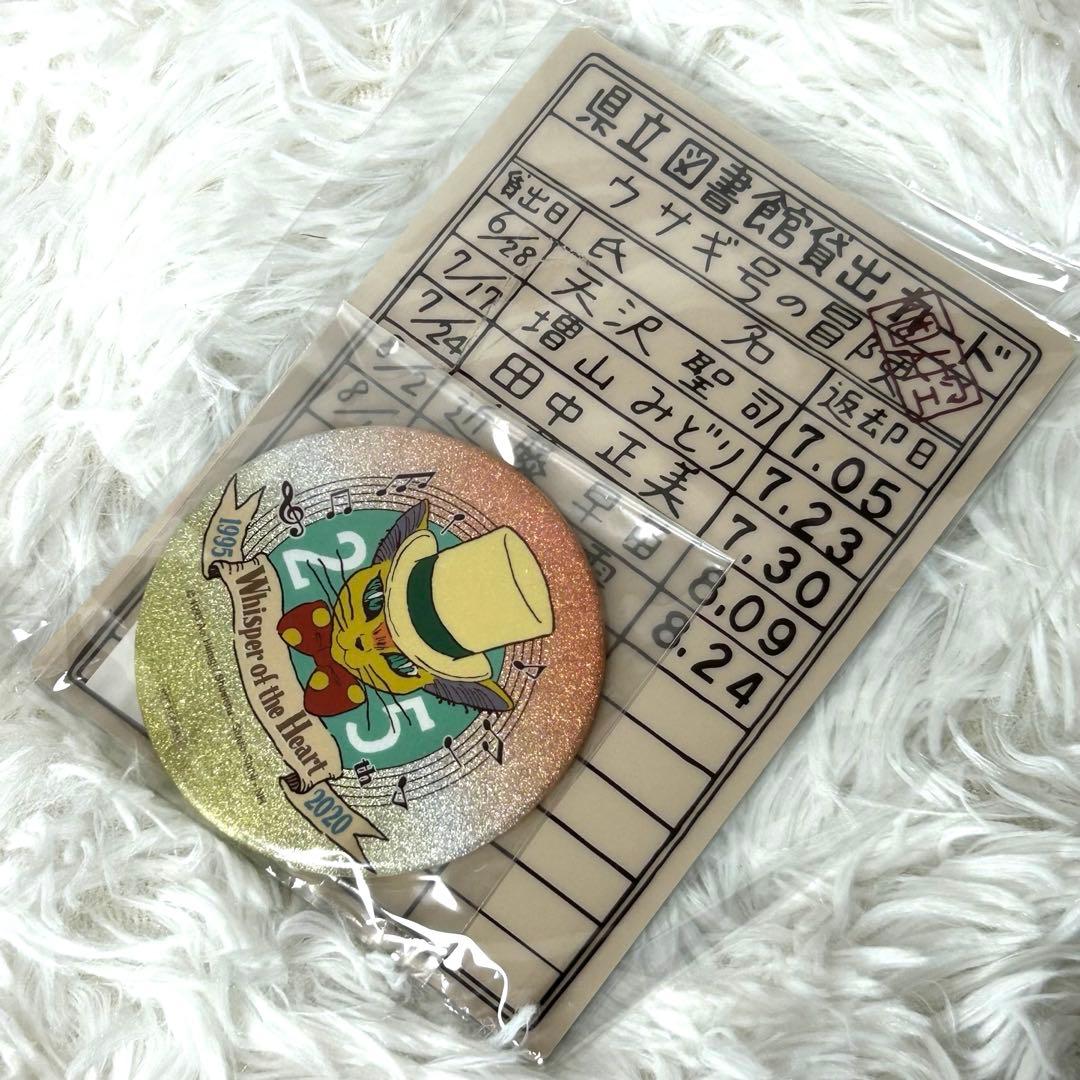 県立図書館貸出カード
ウサギ号の冒険
貸出日 氏 名 返却日
6/28 天沢 聖司 7.05
7/17 増山 みどり 7.23
7/24 田中 正美 7.30
8.09
8.24
1995
25th
Whisper of the Heart
2020